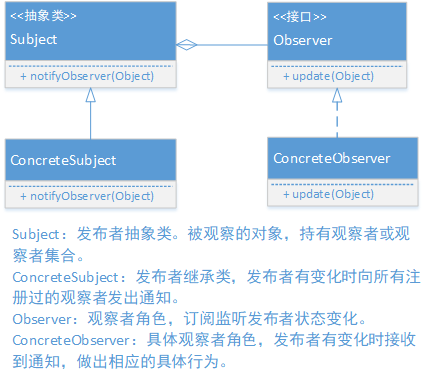 <<抽象类>>
Subject
+ notifyObserver(Object)
<<接口>>
Observer
+ update(Object)
ConcreteSubject
+ notifyObserver(Object)
ConcreteObserver
+ update(Object)
Subject：发布者抽象类。被观察的对象，持有观察者或观
察者集合。
ConcreteSubject：发布者继承类，发布者有变化时向所有注
册过的观察者发出通知。
Observer：观察者角色，订阅监听发布者状态变化。
ConcreteObserver：具体观察者角色，发布者有变化时接收
到通知，做出相应的具体行为。